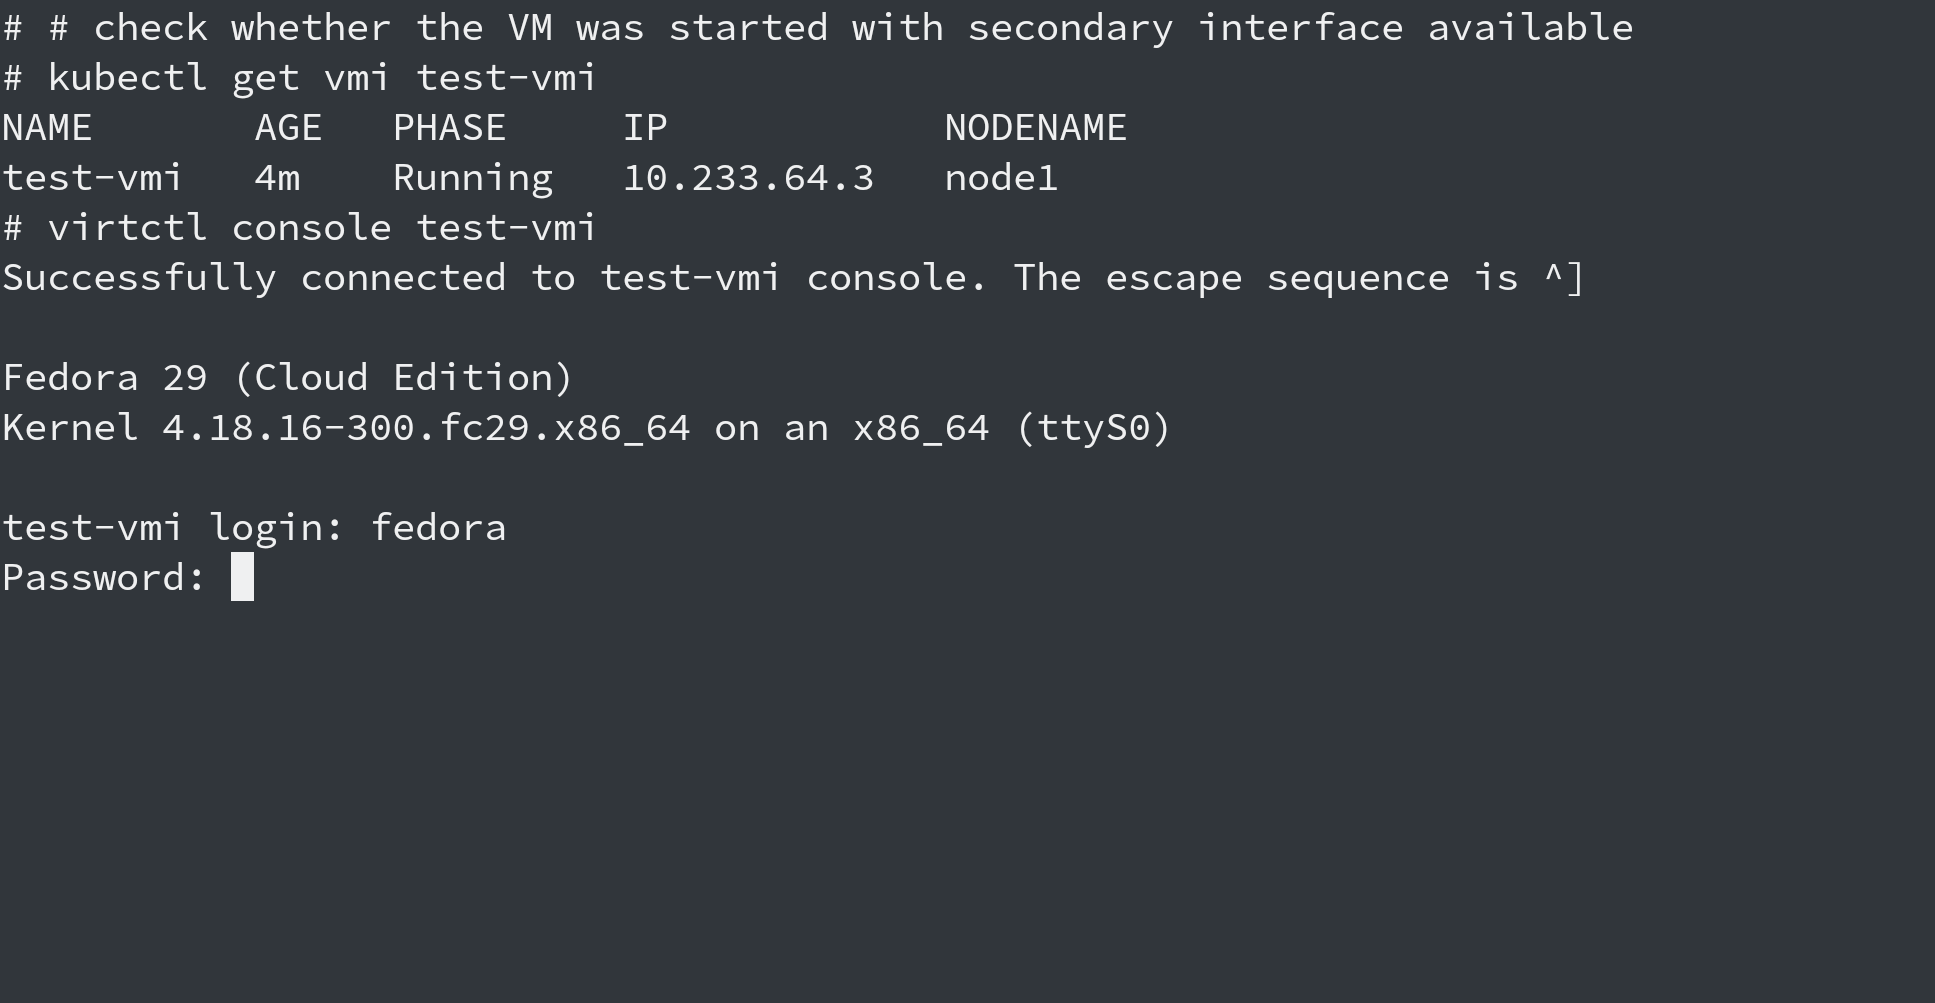 # # check whether the VM was started with secondary interface available
# kubectl get vmi test-vmi
NAME       AGE   PHASE     IP            NODENAME
test-vmi   4m    Running   10.233.64.3   node1
# virtctl console test-vmi
Successfully connected to test-vmi console. The escape sequence is ^]
Fedora 29 (Cloud Edition)
Kernel 4.18.16-300.fc29.x86_64 on an x86_64 (ttyS0)
test-vmi login: fedora
Password: